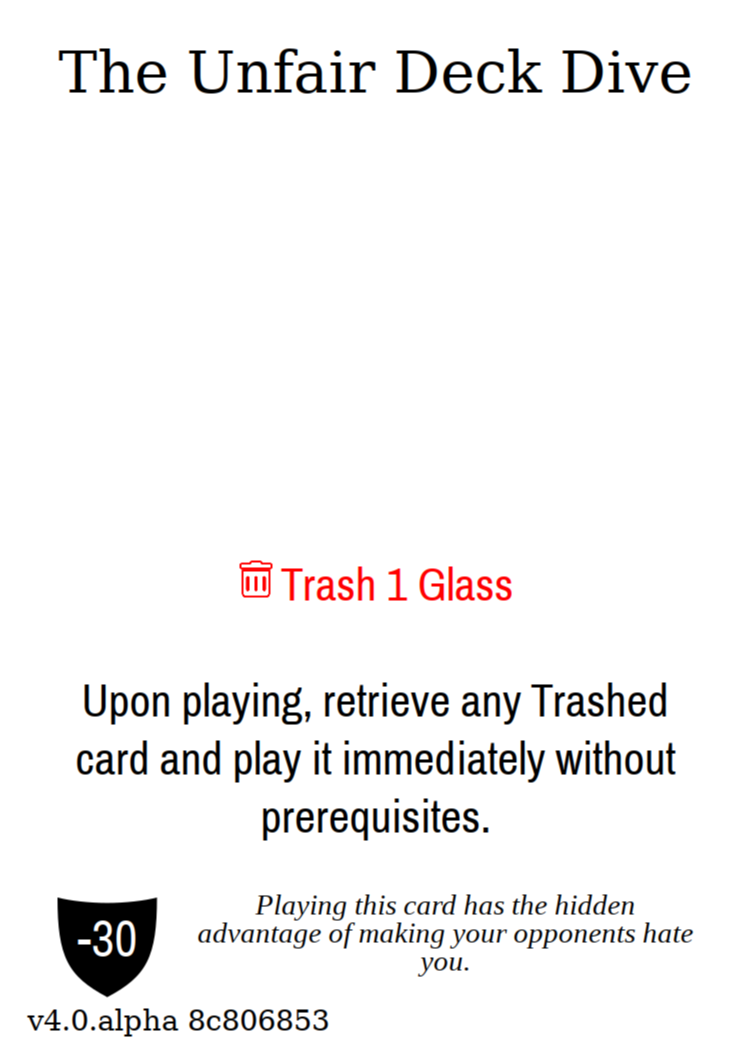 The Unfair Deck Dive
Trash 1 Glass
Upon playing, retrieve any Trashed
card and play it immediately without
prerequisites.
Playing this card has the hidden
advantage of making your opponents hate
you.
-30
v4.0.alpha 8c806853